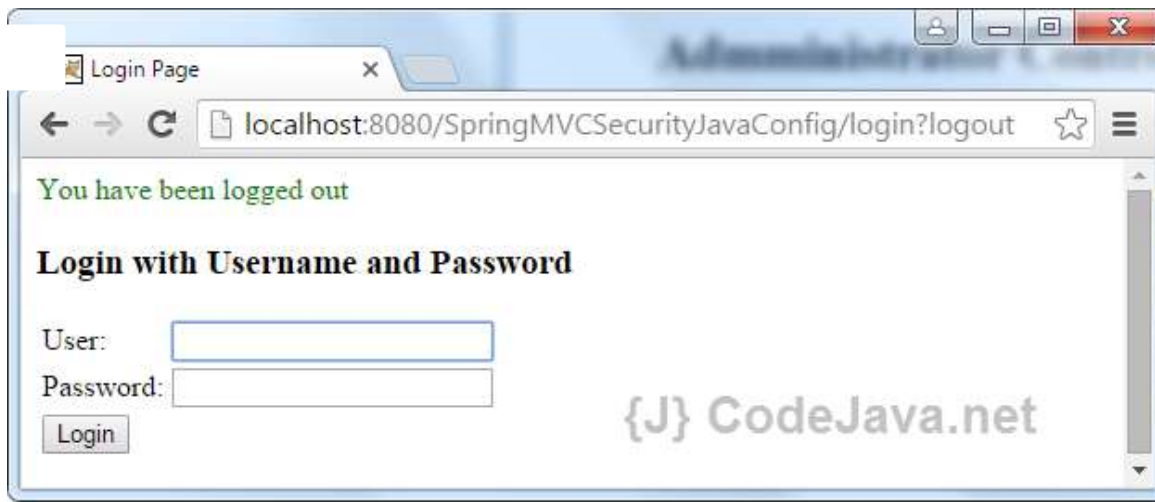 Admministrator
Login Page
localhost:8080/SpringMVCSecurityJavaConfig/login?logout
You have been logged out
Login with Username and Password
User:
Password:
Login
{J} CodeJava.net